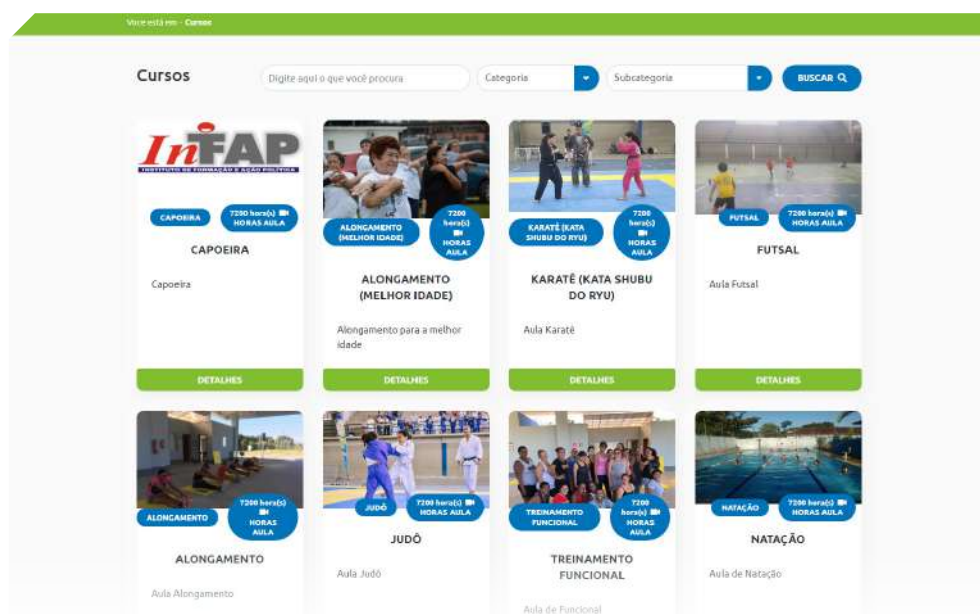 Você está em - Cursos
Cursos
Digite aqui o que você procura
Categoria
Subcategoria
BUSCAR
InFAP
INSTITUTO DE FORMAÇÃO E AÇÃO POLÍTICA
CAPOEIRA
7200 hora(s)
HORAS AULA
CAPOEIRA
Capoeira
DETALHES
ALONGAMENTO
(MELHOR IDADE)
7200
hora(s)
HORAS
AULA
ALONGAMENTO
(MELHOR IDADE)
Alongamento para a melhor
idade
DETALHES
KARATÊ (KATA
SHUBU DO RYU)
7200
hora(s)
HORAS
AULA
KARATÊ (KATA SHUBU
DO RYU)
Aula Karatê
DETALHES
FUTSAL
7200 hora(s)
HORAS AULA
FUTSAL
Aula Futsal
DETALHES
ALONGAMENTO
7200 hora(s)
HORAS
AULA
ALONGAMENTO
Aula Alongamento
JUDÔ
7200 hora(s)
HORAS AULA
JUDÔ
Aula Judô
TREINAMENTO
FUNCIONAL
7200
hora(s)
HORAS
AULA
TREINAMENTO
FUNCIONAL
Aula de Funcional
NATAÇÃO
7200 hora(s)
HORAS AULA
NATAÇÃO
Aula de Natação